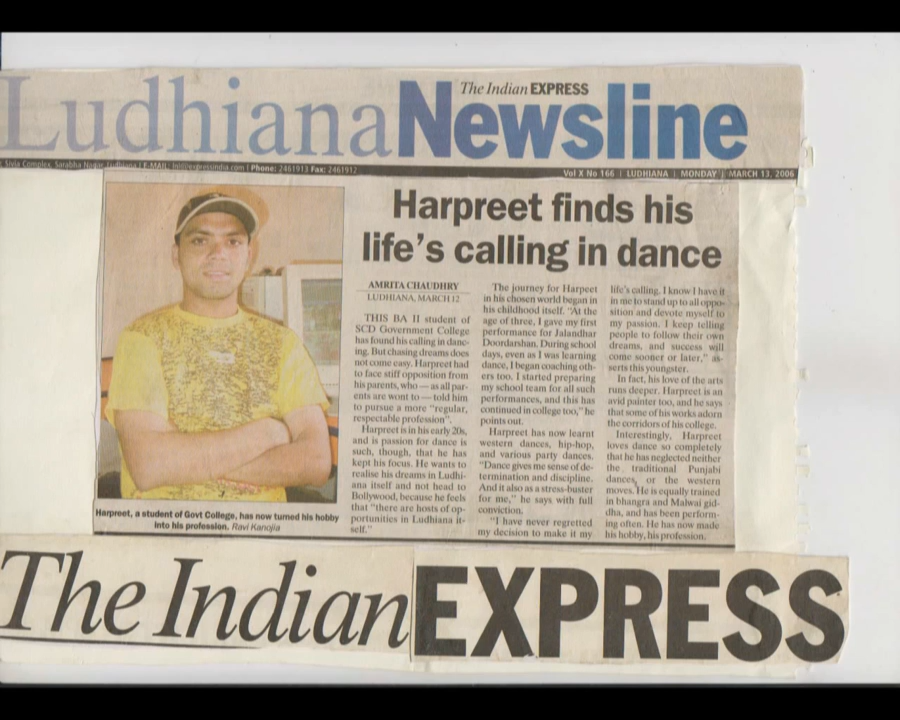 The Indian EXPRESS
Ludhiana Newsline
Sivia Complex, Sarabha Nagar, Ludhiana | E-MAIL: indexpressindia.com | Phone: 2461913 Fax: 2461912
Vol X No 166 | LUDHIANA | MONDAY | MARCH 13, 2006
Harpreet finds his
life's calling in dance
Harpreet, a student of Govt College, has now turned his hobby
into his profession. Ravi Kanojia
AMRITA CHAUDHRY
LUDHIANA, MARCH 12
THIS BA II student of
SCD Government College
has found his calling in danc-
ing. But chasing dreams does
not come easy. Harpreet had
to face stiff opposition from
his parents, who — as all par-
ents are wont to — told him
to pursue a more "regular,
respectable profession".
Harpreet is in his early 20s,
and is passion for dance is
such, though, that he has
kept his focus. He wants to
realise his dreams in Ludhi-
ana itself and not head to
Bollywood, because he feels
that "there are hosts of op-
portunities in Ludhiana it-
self."
The journey for Harpeet
in his chosen world began in
his childhood itself. "At the
age of three, I gave my first
performance for Jalandhar
Doordarshan. During school
days, even as I was learning
dance, I began coaching oth-
ers too. I started preparing
my school team for all such
performances, and this has
continued in college too," he
points out.
Harpreet has now learnt
western dances, hip-hop,
and various party dances.
"Dance gives me sense of de-
termination and discipline.
And it also as a stress-buster
for me," he says with full
conviction.
"I have never regretted
my decision to make it my
life's calling. I know I have it
in me to stand up to all oppo-
sition and devote myself to
my passion. I keep telling
people to follow their own
dreams, and success will
come sooner or later," as-
serts this youngster.
In fact, his love of the arts
runs deeper. Harpreet is an
avid painter too, and he says
that some of his works adorn
the corridors of his college.
Interestingly, Harpreet
loves dance so completely
that he has neglected neither
the traditional Punjabi
dances, or the western
moves. He is equally trained
in bhangra and Malwai gid-
dha, and has been perform-
ing often. He has now made
his hobby, his profession.
The Indian EXPRESS